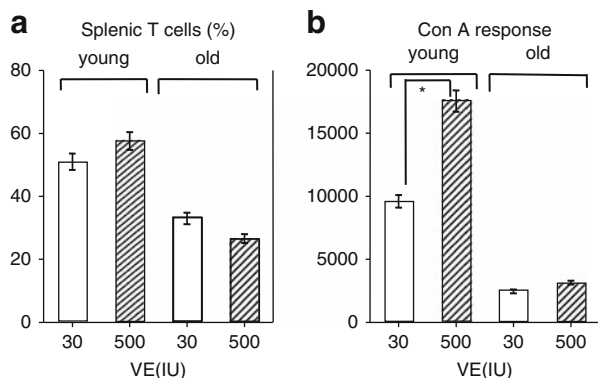 a
Splenic T cells (%)
young old
80
60
40
20
0
30 500 30 500
VE(IU)
b
Con A response
young old
*
20000
15000
10000
5000
0
30 500 30 500
VE(IU)